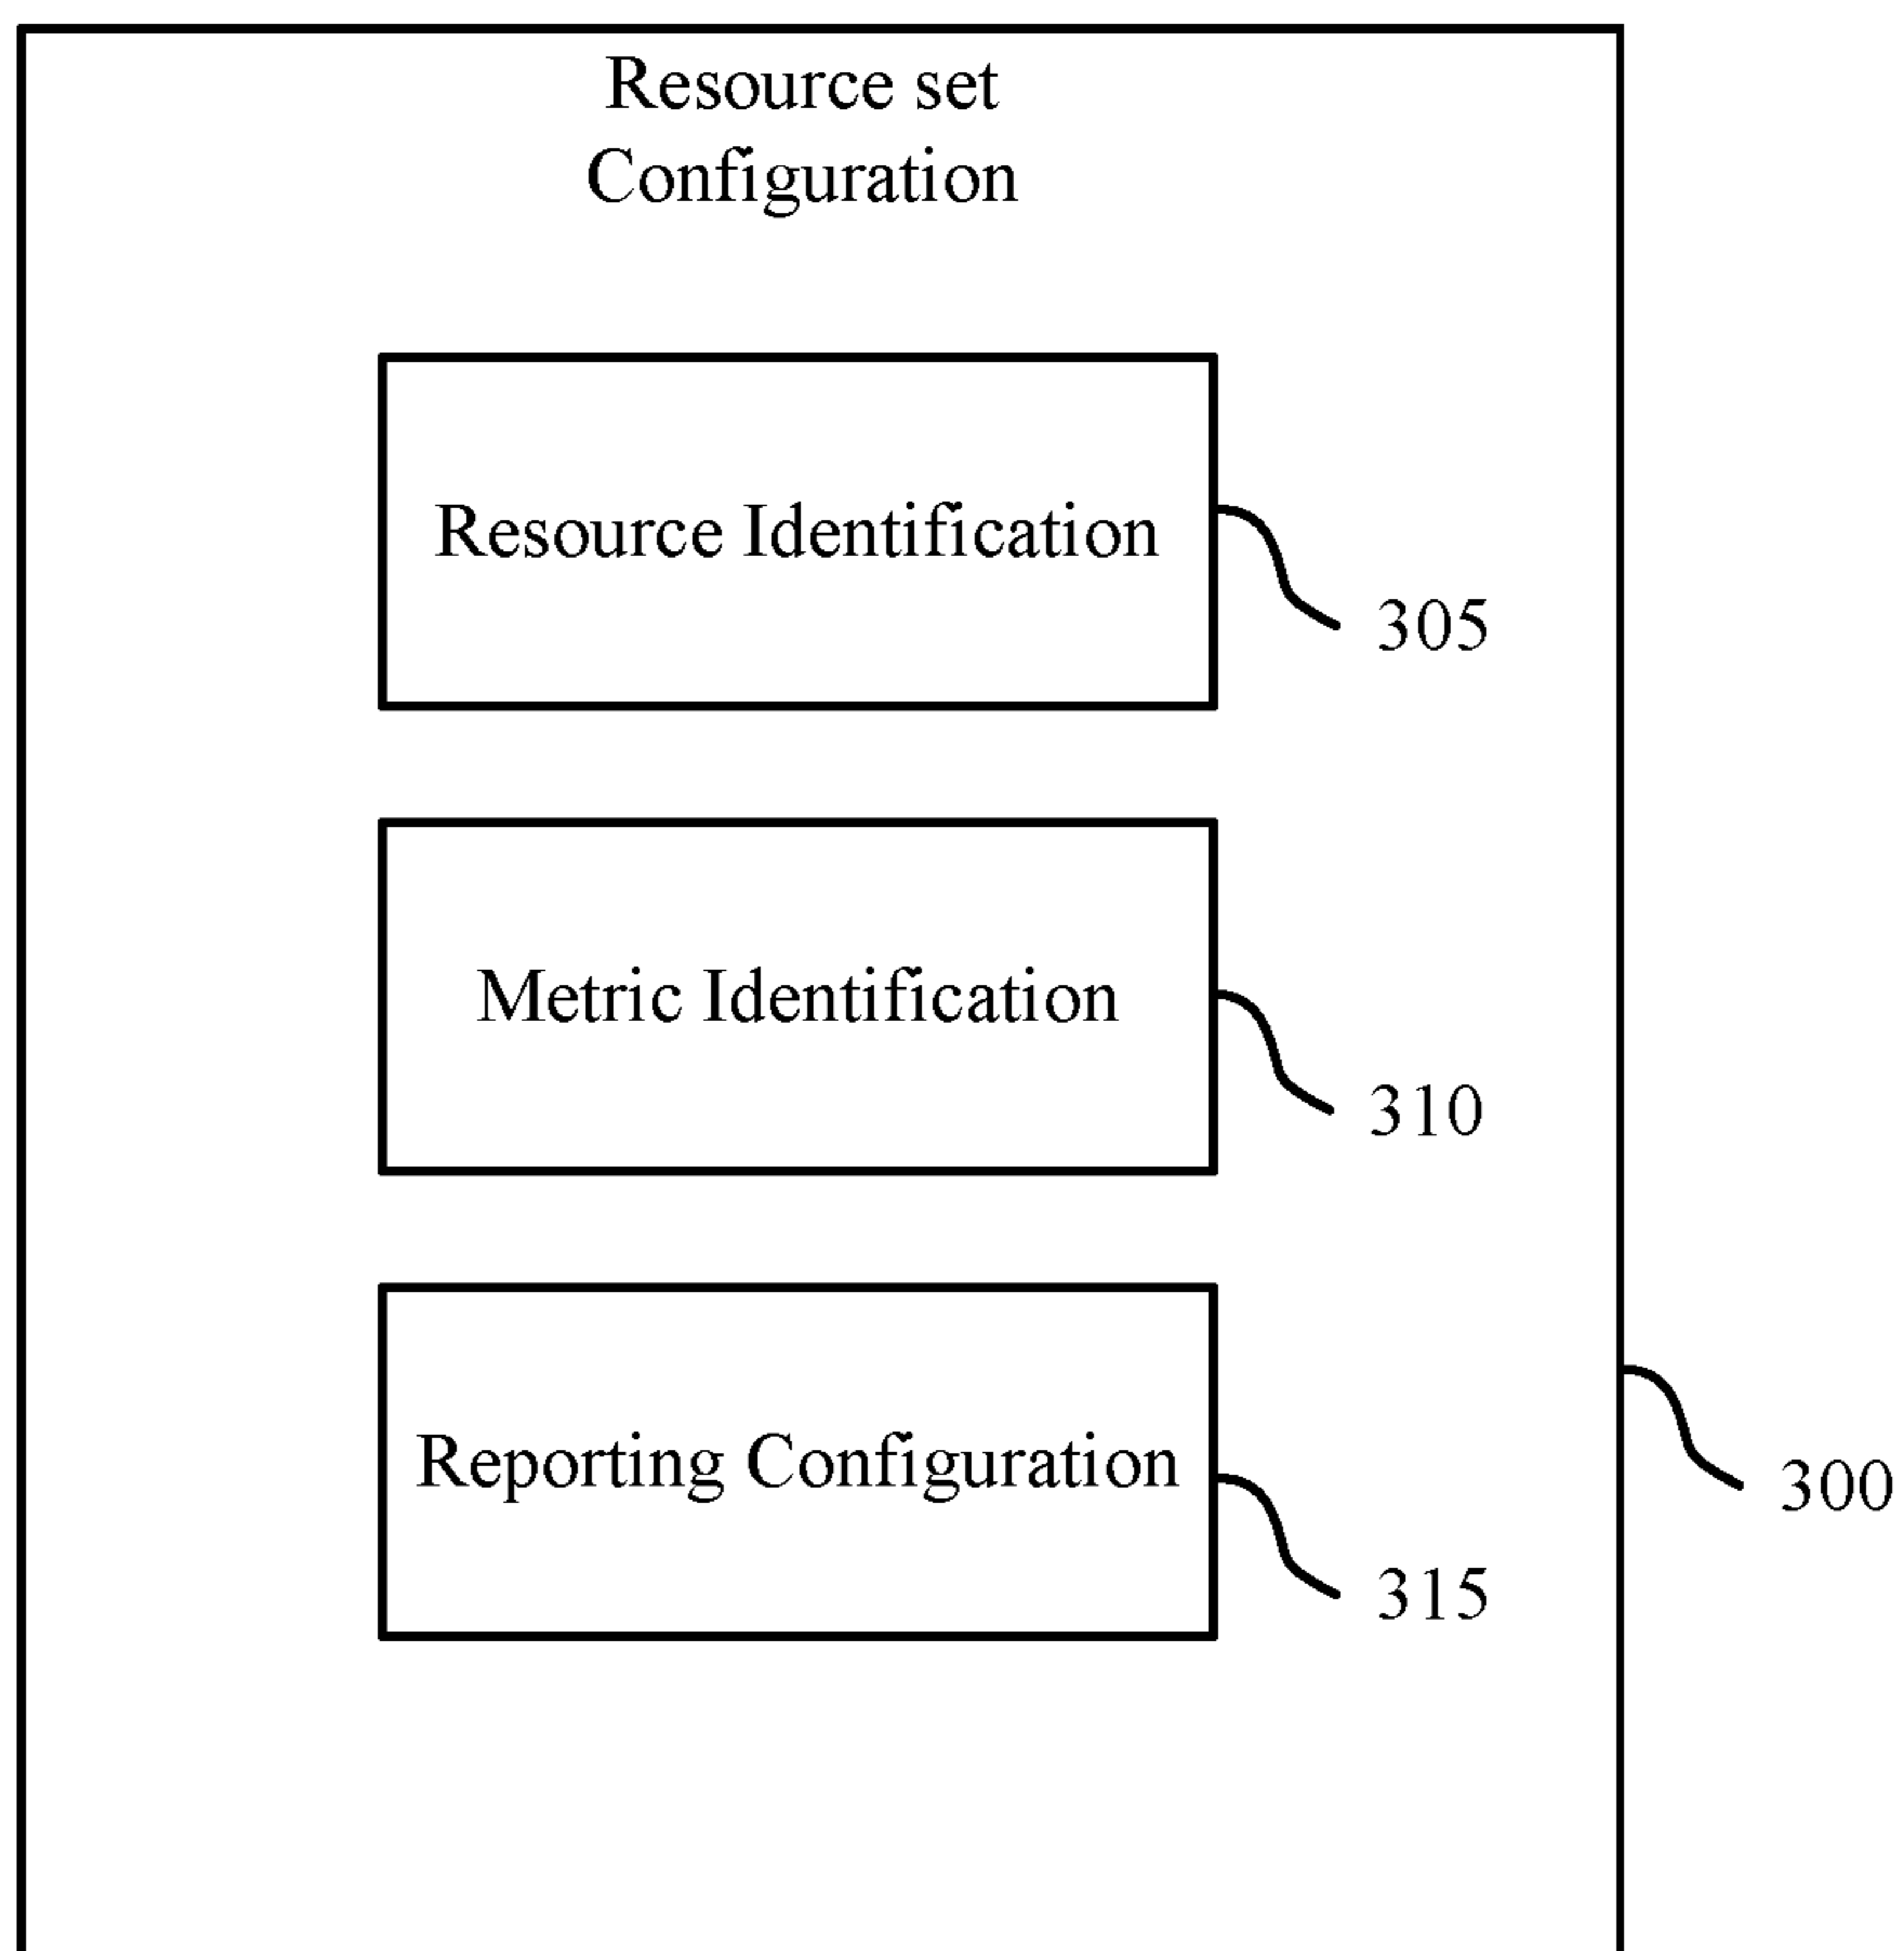 Resource set
Configuration
Resource Identification
305
Metric Identification
310
Reporting Configuration
300
315